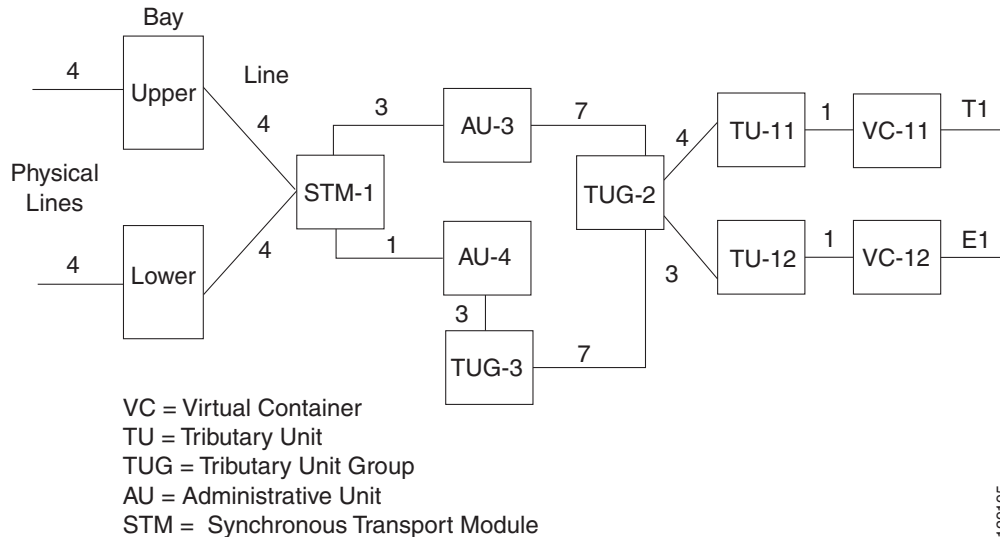 Bay
4
Upper
Line
4
3
AU-3
7
4
TU-11
1
VC-11
T1
Physical
Lines
STM-1
TUG-2
4
Lower
4
1
AU-4
3
TUG-3
7
3
TU-12
1
VC-12
E1
VC = Virtual Container
TU = Tributary Unit
TUG = Tributary Unit Group
AU = Administrative Unit
STM = Synchronous Transport Module